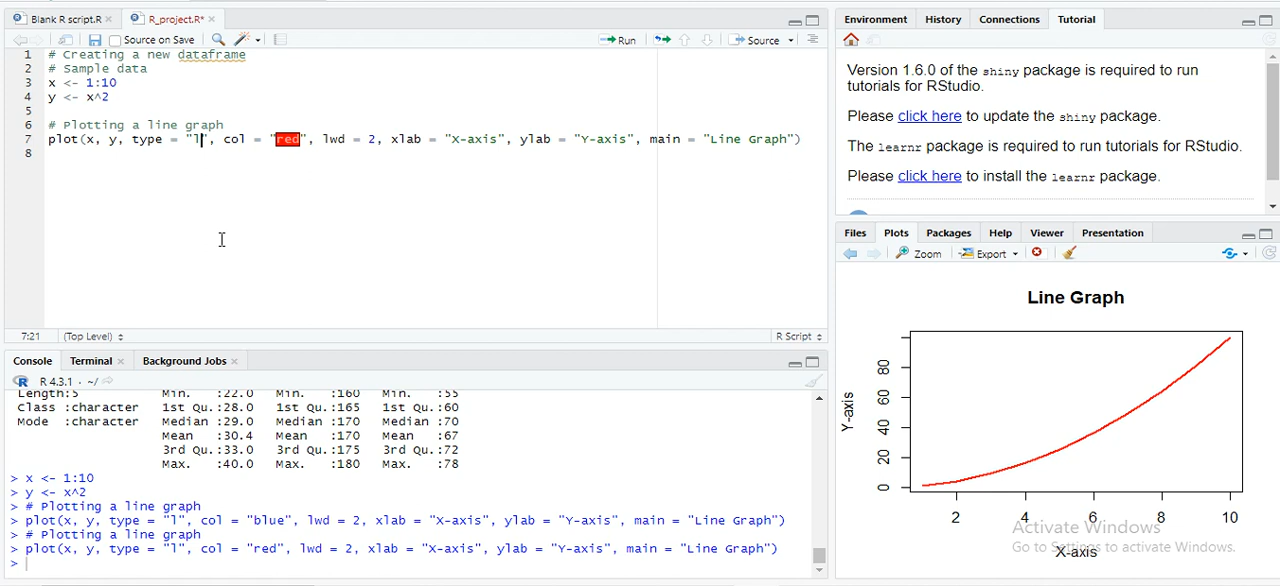 Blank R script.R
R_project.R*
Source on Save
Run
Source
1 # Creating a new dataframe
2 # Sample data
3 x <- 1:10
4 y <- x^2
5
6 # Plotting a line graph
7 plot(x, y, type = "l", col = "red", lwd = 2, xlab = "X-axis", ylab = "Y-axis", main = "Line Graph")
8
7:21 (Top Level) R Script
Console Terminal Background Jobs
R 4.3.1 · ~/
Length:5 Min. :22.0 Min. :160 Min. :55
Class :character 1st Qu.:28.0 1st Qu.:165 1st Qu.:60
Mode :character Median :29.0 Median :170 Median :70
Mean :30.4 Mean :170 Mean :67
3rd Qu.:33.0 3rd Qu.:175 3rd Qu.:72
Max. :40.0 Max. :180 Max. :78
> x <- 1:10
> y <- x^2
> # Plotting a line graph
> plot(x, y, type = "l", col = "blue", lwd = 2, xlab = "X-axis", ylab = "Y-axis", main = "Line Graph")
> # Plotting a line graph
> plot(x, y, type = "l", col = "red", lwd = 2, xlab = "X-axis", ylab = "Y-axis", main = "Line Graph")
>
Environment History Connections Tutorial
Version 1.6.0 of the shiny package is required to run
tutorials for RStudio.
Please click here to update the shiny package.
The learnr package is required to run tutorials for RStudio.
Please click here to install the learnr package.
Files Plots Packages Help Viewer Presentation
Zoom Export
Line Graph
Y-axis
80
60
40
20
0
2 4 6 8 10
X-axis
Activate Windows
Go to Settings to activate Windows.